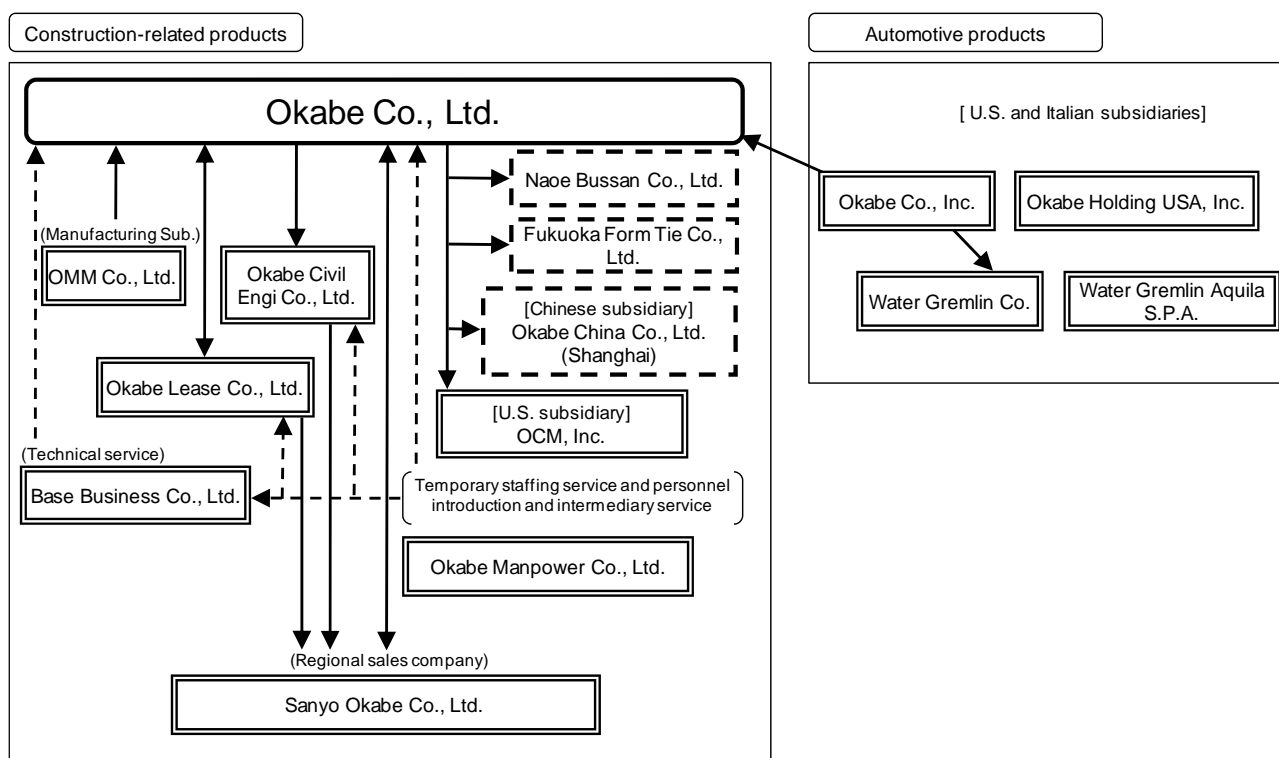 Construction-related products
Automotive products
Okabe Co., Ltd.
[ U.S. and Italian subsidiaries]
Naoe Bussan Co., Ltd.
Okabe Co., Inc.
Okabe Holding USA, Inc.
(Manufacturing Sub.)
OMM Co., Ltd.
Okabe Civil
Engi Co., Ltd.
Fukuoka Form Tie Co.,
Ltd.
Water Gremlin Co.
Water Gremlin Aquila
S.P.A.
[Chinese subsidiary]
Okabe China Co., Ltd.
(Shanghai)
Okabe Lease Co., Ltd.
[U.S. subsidiary]
OCM, Inc.
(Technical service)
Base Business Co., Ltd.
Temporary staffing service and personnel
introduction and intermediary service
Okabe Manpower Co., Ltd.
(Regional sales company)
Sanyo Okabe Co., Ltd.